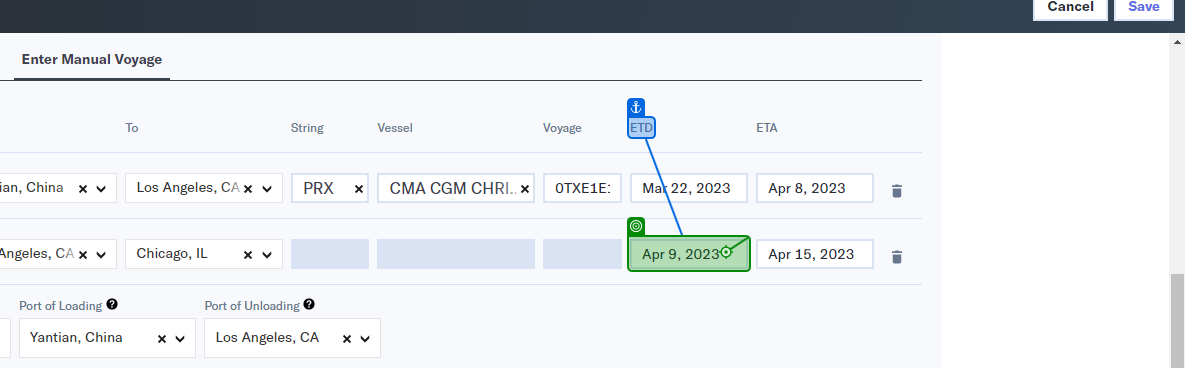 Cancel Save
Enter Manual Voyage
To String Vessel Voyage ETD ETA
ian, China Los Angeles, CA PRX CMA CGM CHRI.. 0TXE1E: Mar 22, 2023 Apr 8, 2023
Angeles, CA Chicago, IL Apr 9, 2023 Apr 15, 2023
Port of Loading ? Port of Unloading ?
Yantian, China Los Angeles, CA